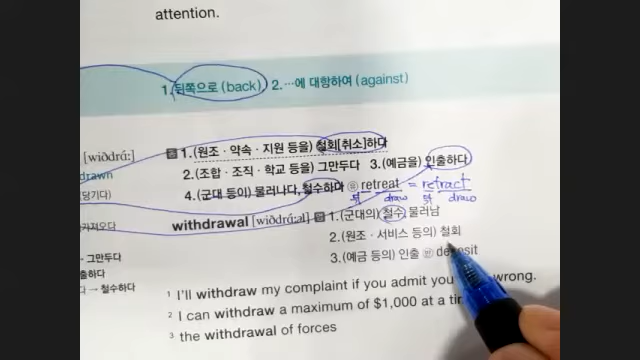 attention.
1. 뒤쪽으로 (back) 2. …에 대항하여 (against)
[wiðdrɔ́ː] 동 1. (원조 · 약속 · 지원 등을) 철회[취소]하다
drawn 2. (조합 · 조직 · 학교 등을) 그만두다 3. (예금을) 인출하다
당기다) 4. (군대 등이) 물러나다, 철수하다 retreat = retract
뒤 draw 뒤 draw
withdrawal [wiðdrɔ́ːəl] 명 1. (군대의) 철수, 물러남
가져오다
2. (원조 · 서비스 등의) 철회
→ 그만두다
출하다 3. (예금 등의) 인출 반
다 → 철수하다
1 I'll withdraw my complaint if you admit you wrong.
2 I can withdraw a maximum of $1,000 at a
3 the withdrawal of forces